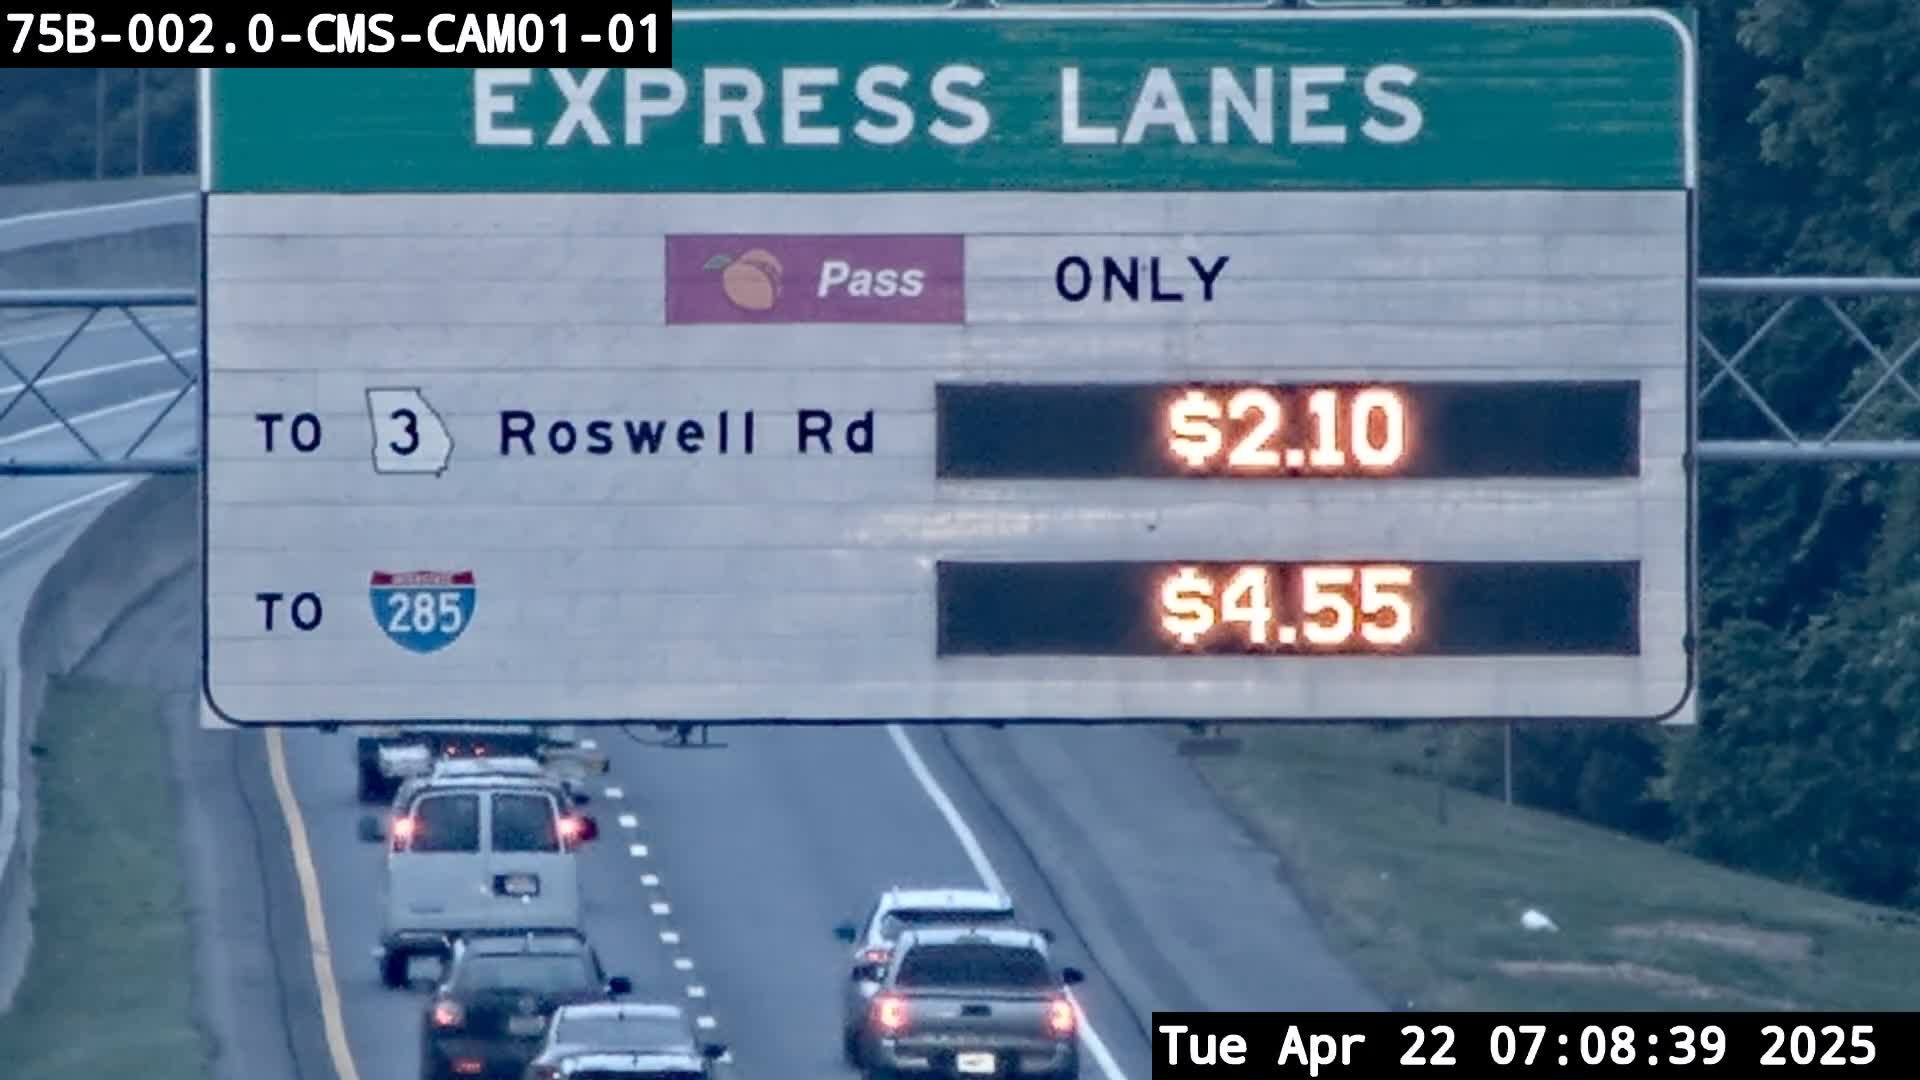 75B-002.0-CMS-CAM01-01
EXPRESS LANES
Pass ONLY
TO 3 Roswell Rd $2.10
TO INTERSTATE 285 $4.55
Tue Apr 22 07:08:39 2025